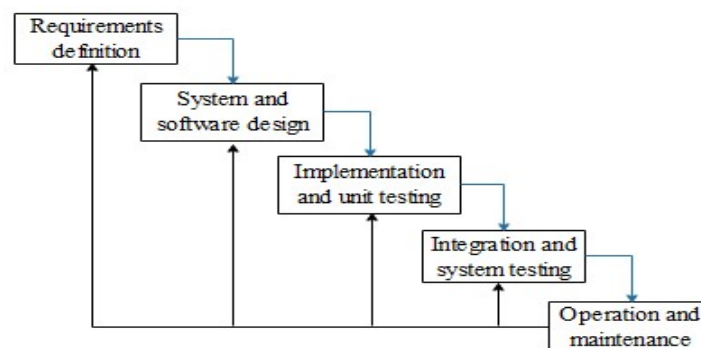 Requirements
definition
System and
software design
Implementation
and unit testing
Integration and
system testing
Operation and
maintenance